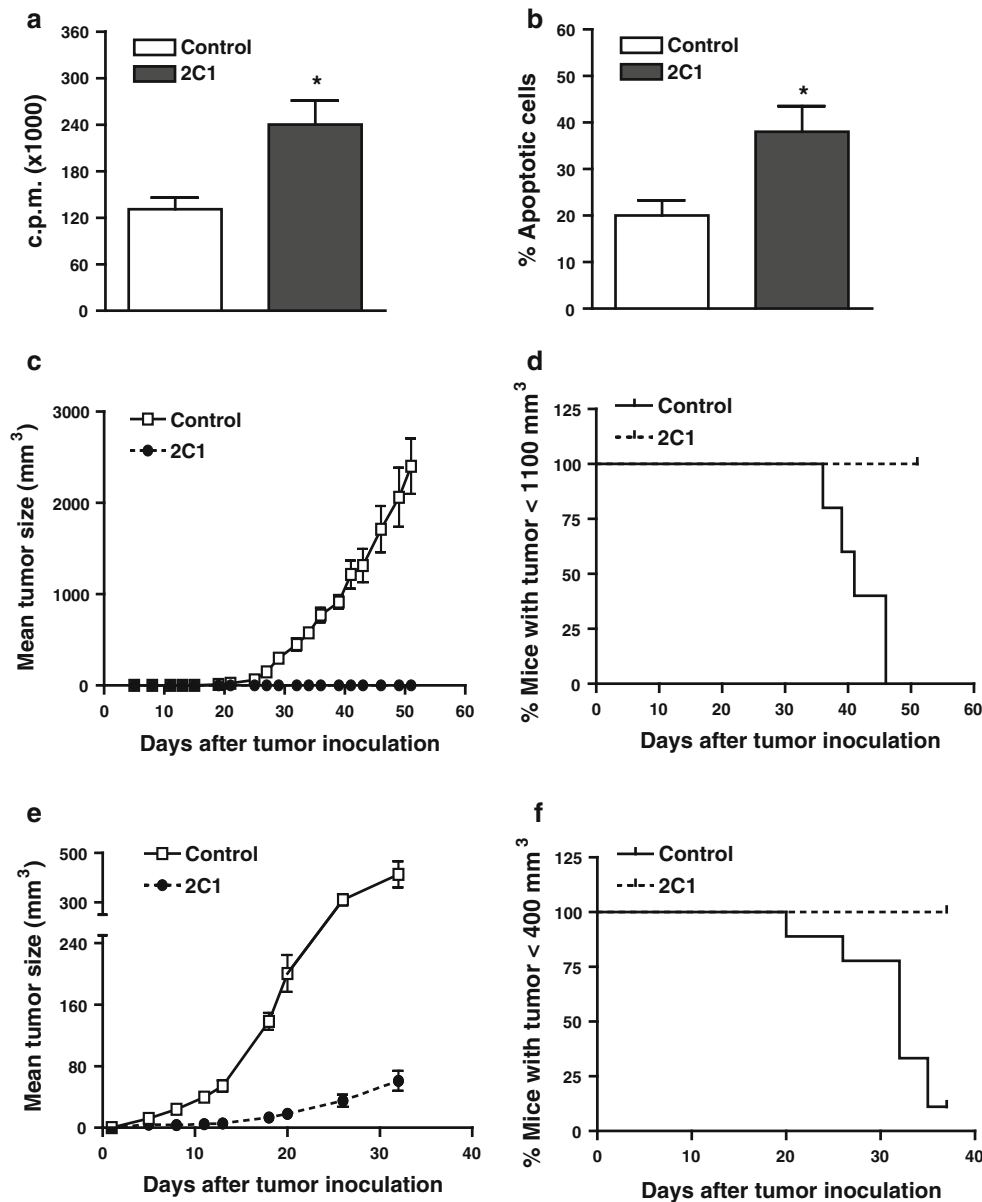 a
c.p.m. (x1000)
360
300
240
180
120
60
0
Control
2C1
*
b
% Apoptotic cells
60
50
40
30
20
10
0
Control
2C1
*
c
Mean tumor size (mm³)
3000
2000
1000
0
Control
2C1
0 10 20 30 40 50 60
Days after tumor inoculation
d
% Mice with tumor < 1100 mm³
125
100
75
50
25
0
Control
2C1
0 10 20 30 40 50 60
Days after tumor inoculation
e
Mean tumor size (mm³)
500
300
240
160
80
0
Control
2C1
0 10 20 30 40
Days after tumor inoculation
f
% Mice with tumor < 400 mm³
125
100
75
50
25
0
Control
2C1
0 10 20 30 40
Days after tumor inoculation